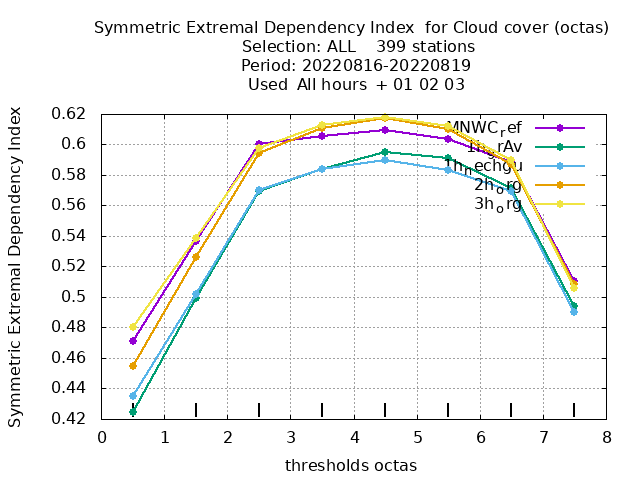 Symmetric Extremal Dependency Index for Cloud cover (octas)
Selection: ALL 399 stations
Period: 20220816-20220819
Used All hours + 01 02 03
Symmetric Extremal Dependency Index
0.62
0.6
0.58
0.56
0.54
0.52
0.5
0.48
0.46
0.44
0.42
MNWC_ref
2h_org
3h_org
0 1 2 3 4 5 6 7 8
thresholds octas